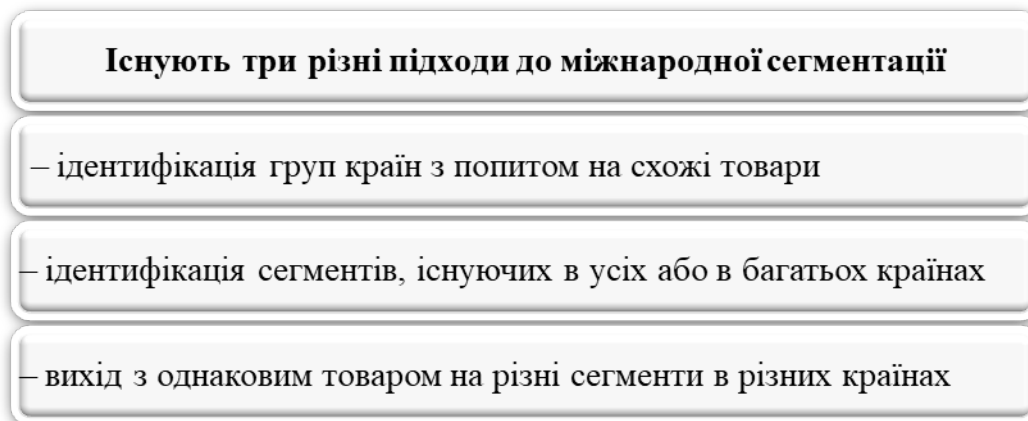 Існують три різні підходи до міжнародної сегментації
– ідентифікація груп країн з попитом на схожі товари
– ідентифікація сегментів, існуючих в усіх або в багатьох країнах
– вихід з однаковим товаром на різні сегменти в різних країнах